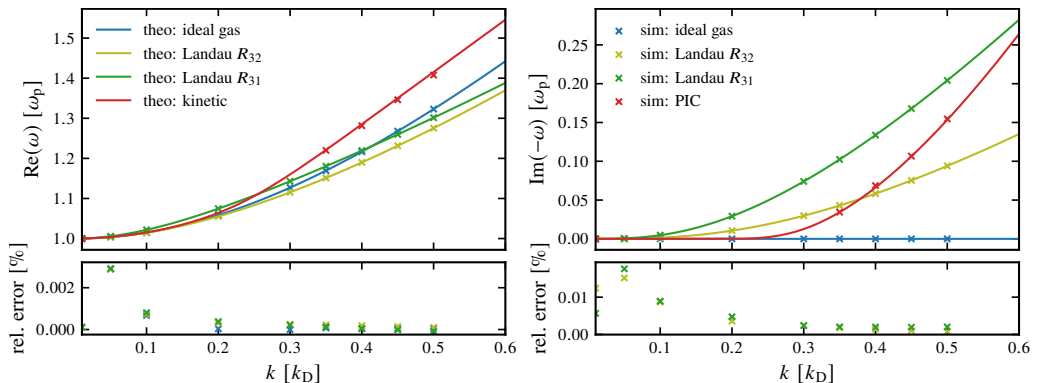 theo: ideal gas
theo: Landau R32
theo: Landau R31
theo: kinetic
Re(ω) [ωp]
1.5
1.4
1.3
1.2
1.1
1.0
rel. error [%]
0.002
0.000
0.1 0.2 0.3 0.4 0.5 0.6
k [kD]
sim: ideal gas
sim: Landau R32
sim: Landau R31
sim: PIC
Im(−ω) [ωp]
0.25
0.20
0.15
0.10
0.05
0.00
rel. error [%]
0.01
0.00
0.1 0.2 0.3 0.4 0.5 0.6
k [kD]